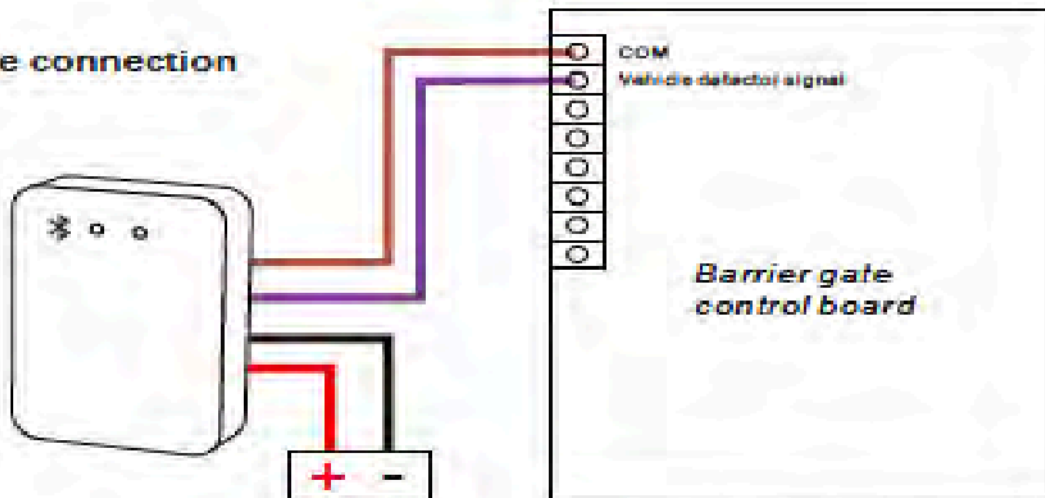 e connection
COM
Vehicle detector signal
Barrier gate
control board
+ -